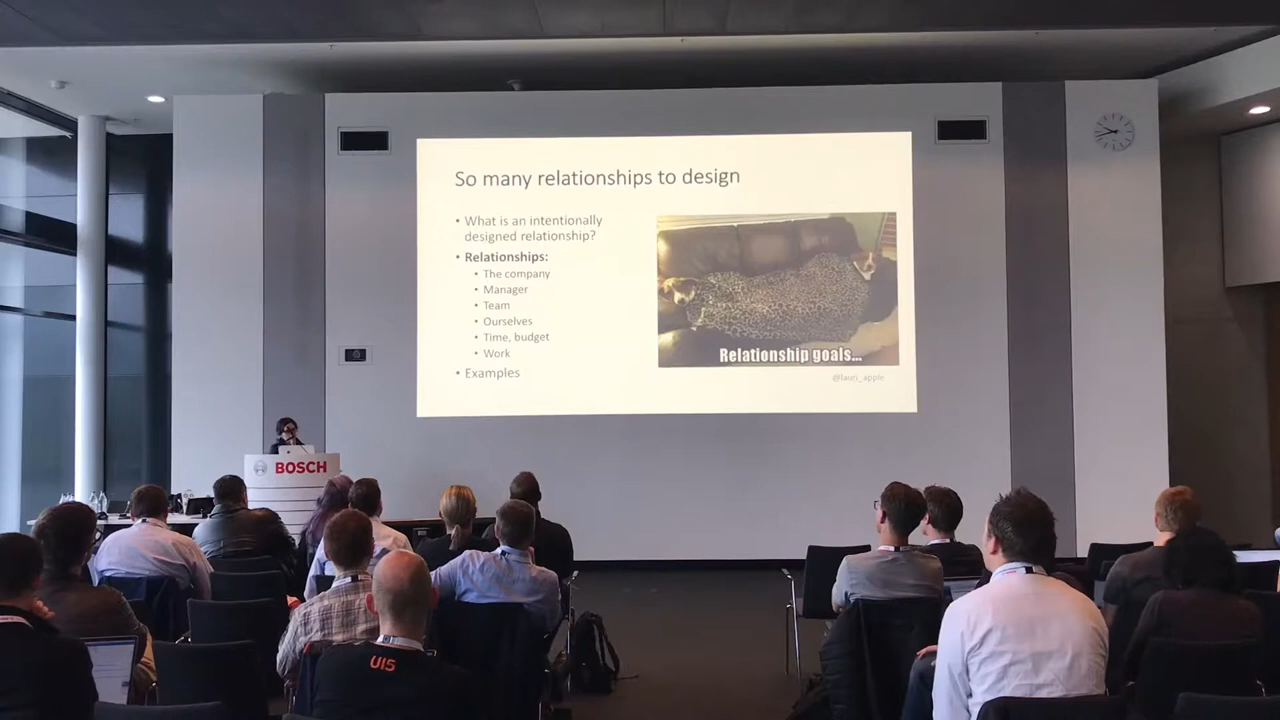 So many relationships to design
• What is an intentionally
designed relationship?
• Relationships:
• The company
• Manager
• Team
• Ourselves
• Time, budget
• Work
• Examples
Relationship goals...
@lauri_apple
BOSCH
UI5